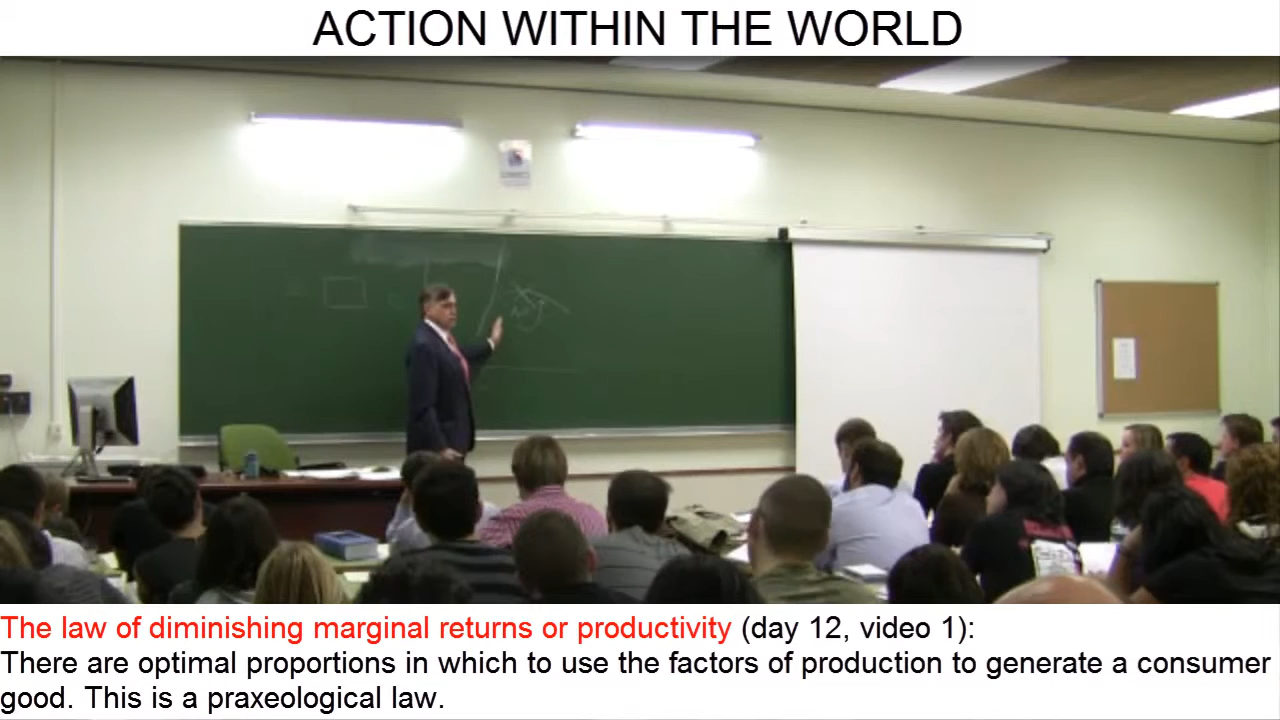 ACTION WITHIN THE WORLD
The law of diminishing marginal returns or productivity (day 12, video 1):
There are optimal proportions in which to use the factors of production to generate a consumer
good. This is a praxeological law.